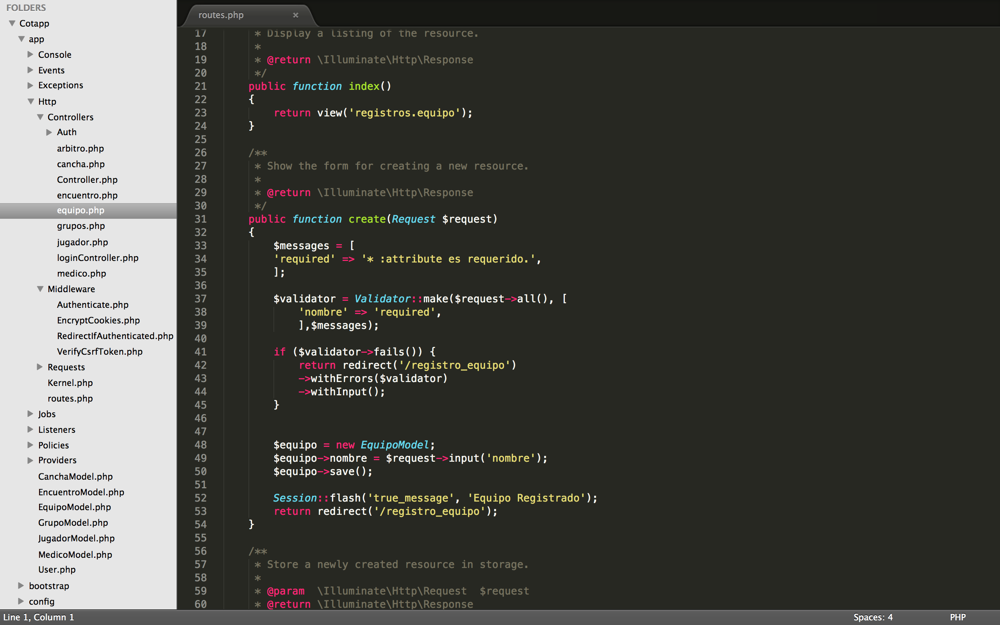 FOLDERS
Cotapp
app
Console
Events
Exceptions
Http
Controllers
Auth
arbitro.php
cancha.php
Controller.php
encuentro.php
equipo.php
grupos.php
jugador.php
loginController.php
medico.php
Middleware
Authenticate.php
EncryptCookies.php
RedirectIfAuthenticated.php
VerifyCsrfToken.php
Requests
Kernel.php
routes.php
Jobs
Listeners
Policies
Providers
CanchaModel.php
EncuentroModel.php
EquipoModel.php
GrupoModel.php
JugadorModel.php
MedicoModel.php
User.php
bootstrap
config
routes.php ×
17 * Display a listing of the resource.
18 *
19 * @return \Illuminate\Http\Response
20 */
21 public function index()
22 {
23 return view('registros.equipo');
24 }
25
26 /**
27 * Show the form for creating a new resource.
28 *
29 * @return \Illuminate\Http\Response
30 */
31 public function create(Request $request)
32 {
33 $messages = [
34 'required' => '* :attribute es requerido.',
35 ];
36
37 $validator = Validator::make($request->all(), [
38 'nombre' => 'required',
39 ],$messages);
40
41 if ($validator->fails()) {
42 return redirect('/registro_equipo')
43 ->withErrors($validator)
44 ->withInput();
45 }
46
47
48 $equipo = new EquipoModel;
49 $equipo->nombre = $request->input('nombre');
50 $equipo->save();
51
52 Session::flash('true_message', 'Equipo Registrado');
53 return redirect('/registro_equipo');
54 }
55
56 /**
57 * Store a newly created resource in storage.
58 *
59 * @param \Illuminate\Http\Request $request
60 * @return \Illuminate\Http\Response
Line 1, Column 1
Spaces: 4
PHP